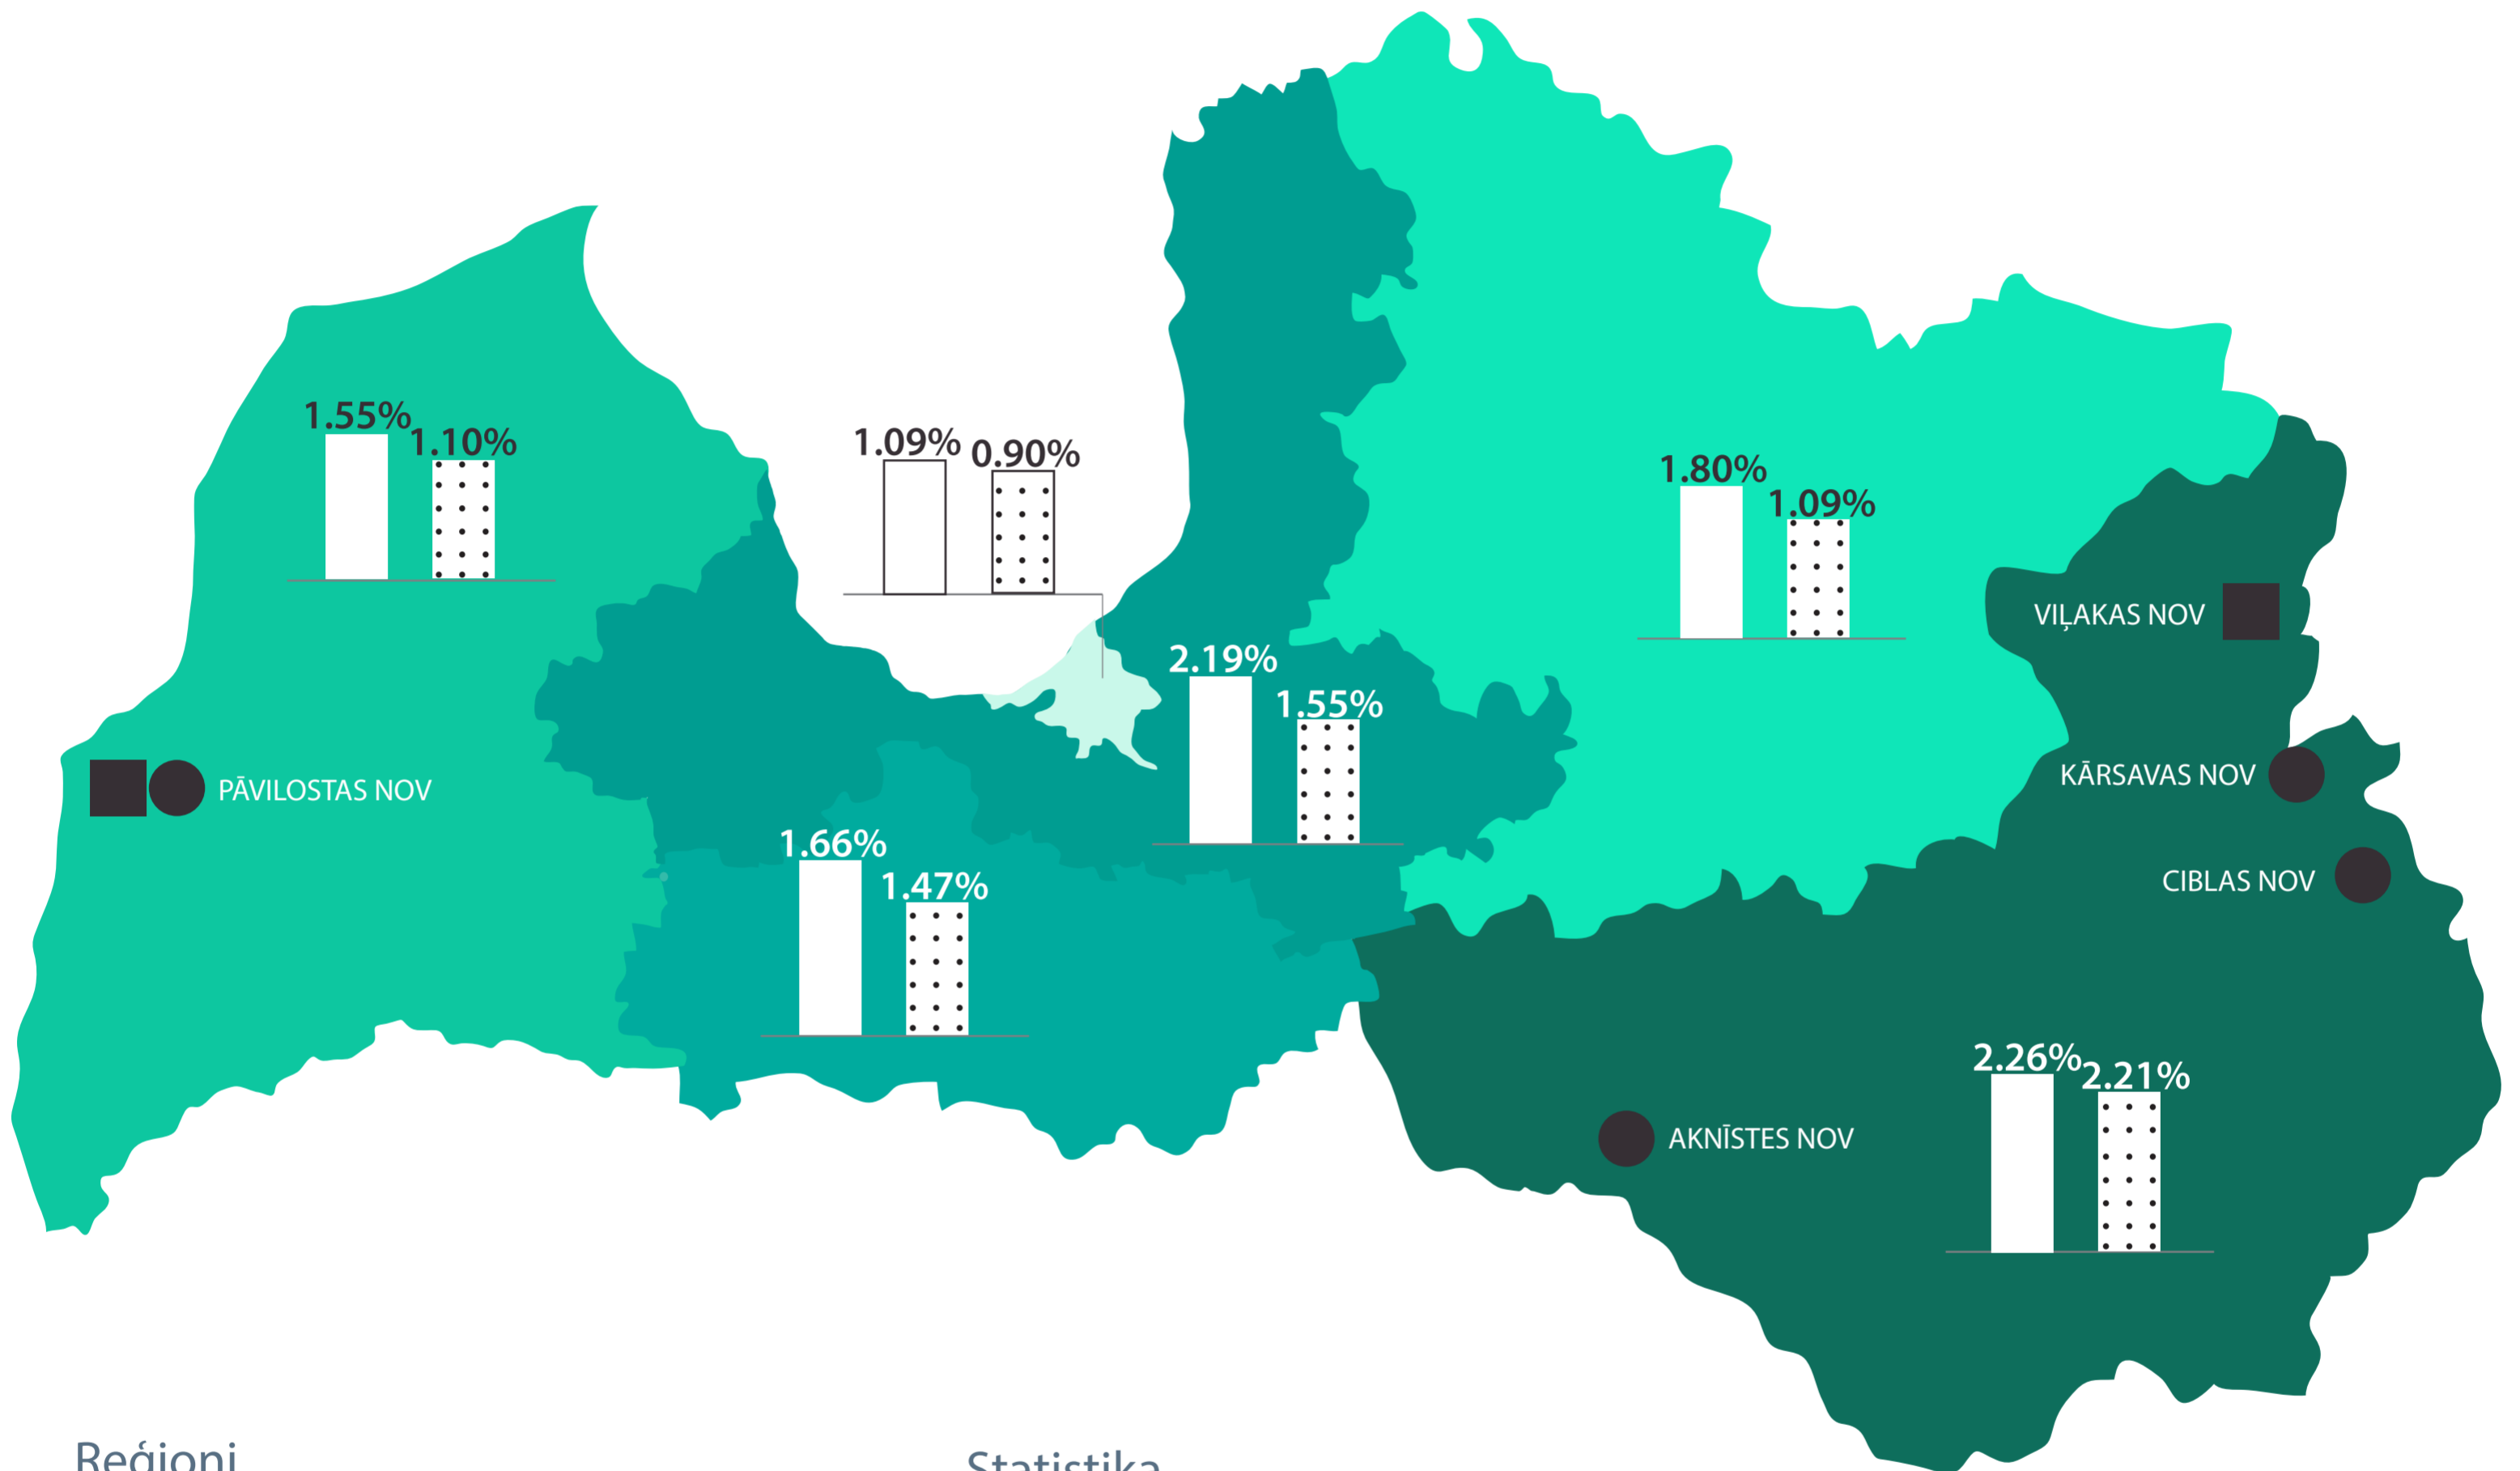 1.55%
1.10%
1.09%
0.90%
1.80%
1.09%
VIĻAKAS NOV
2.19%
1.55%
PĀVILOSTAS NOV
KĀRSAVAS NOV
1.66%
1.47%
CIBLAS NOV
2.26%
2.21%
AKNĪSTES NOV
Reģioni
Statistika